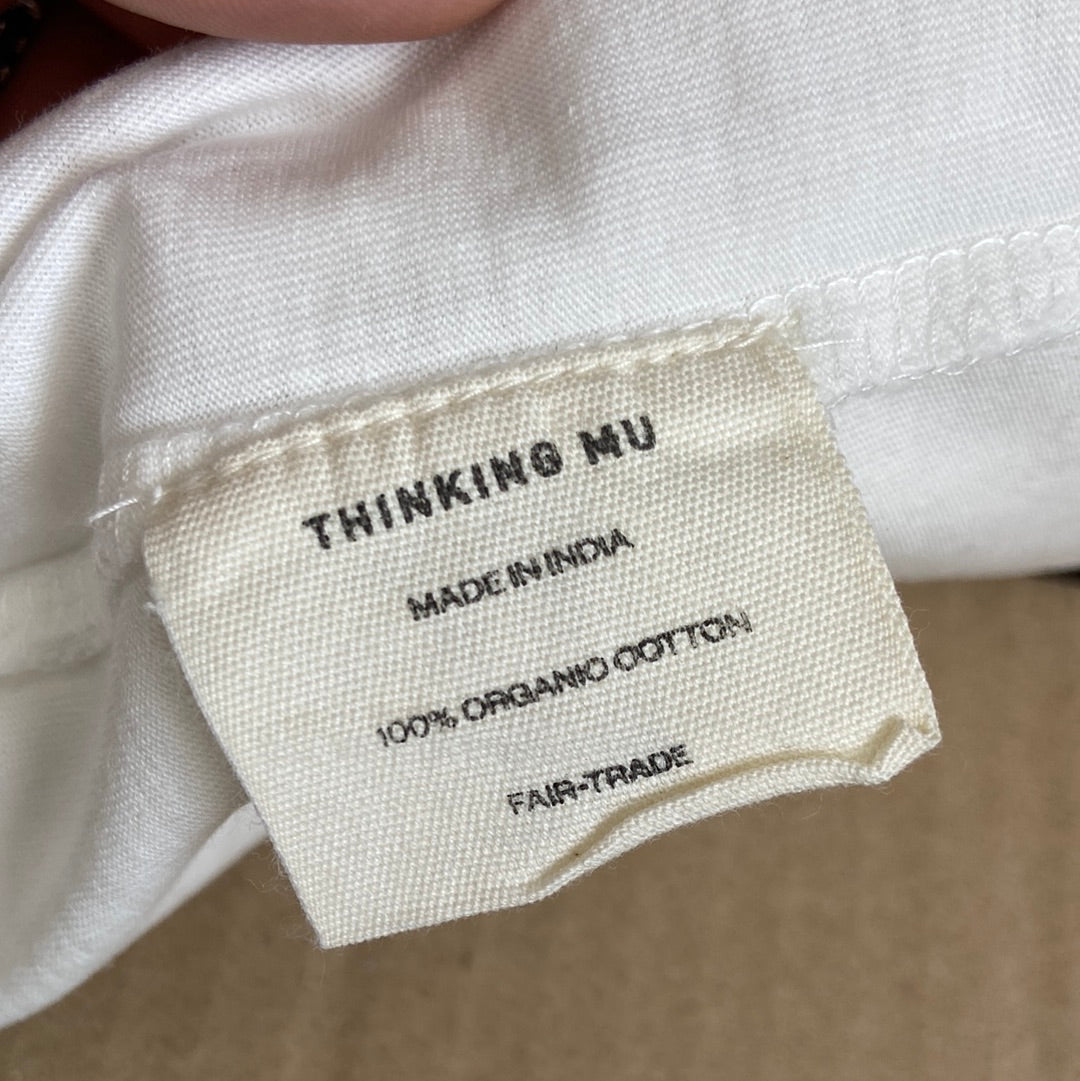 THINKING MU
MADE IN INDIA
100% ORGANIC COTTON
FAIR-TRADE